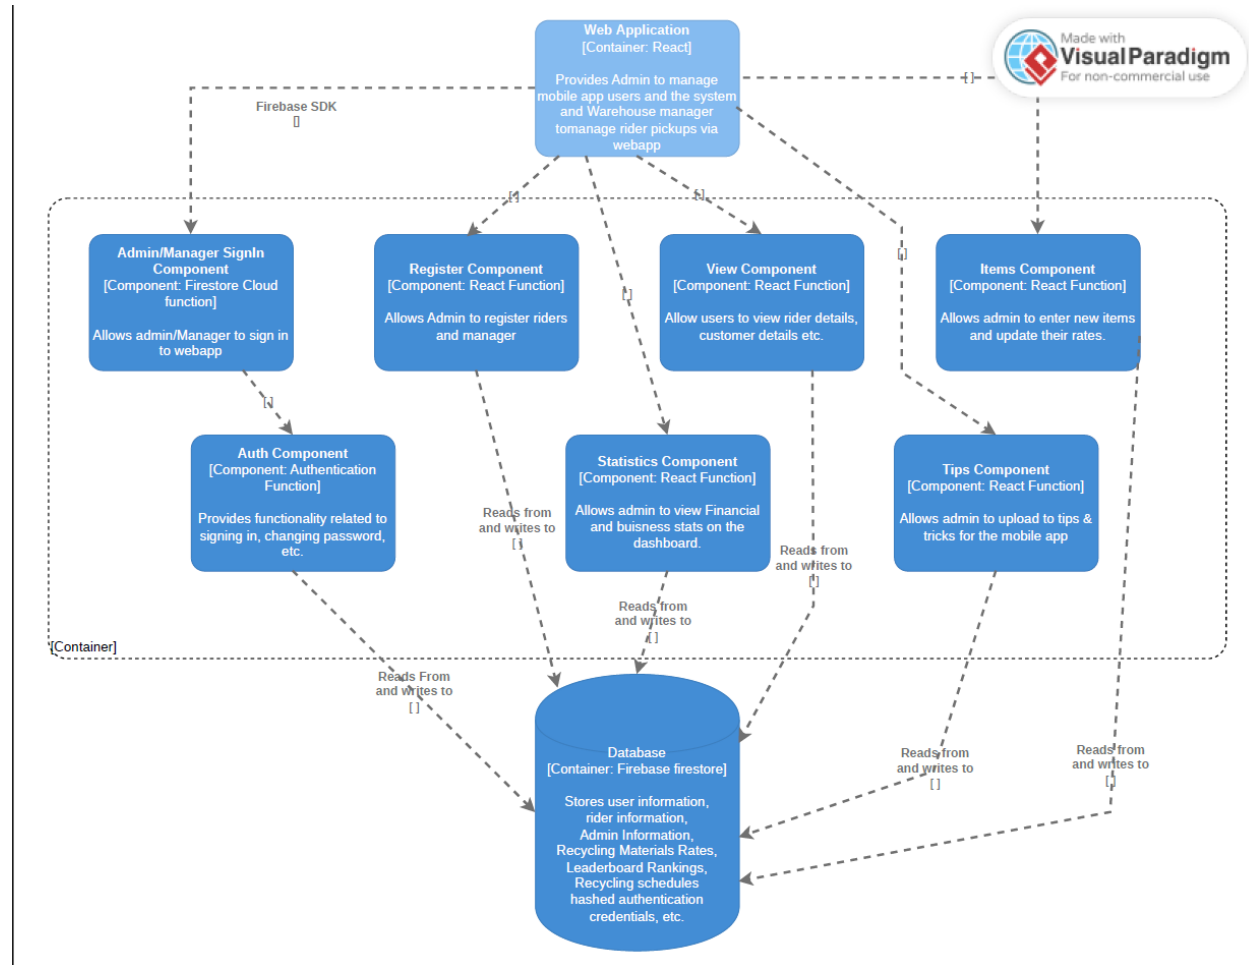 Web Application
[Container: React]
Provides Admin to manage
mobile app users and the system
and Warehouse manager
tomanage rider pickups via
webapp
Made with
Visual Paradigm
For non-commercial use
[ ]
Firebase SDK
[]
[ ]
[ ]
[ ]
[ ]
[ ]
Admin/Manager SignIn
Component
[Component: Firestore Cloud
function]
Allows admin/Manager to sign in
to webapp
Register Component
[Component: React Function]
Allows Admin to register riders
and manager
View Component
[Component: React Function]
Allow users to view rider details,
customer details etc.
Items Component
[Component: React Function]
Allows admin to enter new items
and update their rates.
[ ]
Auth Component
[Component: Authentication
Function]
Provides functionality related to
signing in, changing password,
etc.
Statistics Component
[Component: React Function]
Allows admin to view Financial
and buisness stats on the
dashboard.
Tips Component
[Component: React Function]
Allows admin to upload to tips &
tricks for the mobile app
Reads from
and writes to
[ ]
Reads from
and writes to
[ ]
Reads from
and writes to
[ ]
[Container]
Reads From
and writes to
[ ]
Reads from
and writes to
[ ]
Reads from
and writes to
[ ]
Database
[Container: Firebase firestore]
Stores user information,
rider information,
Admin Information,
Recycling Materials Rates,
Leaderboard Rankings,
Recycling schedules
hashed authentication
credentials, etc.